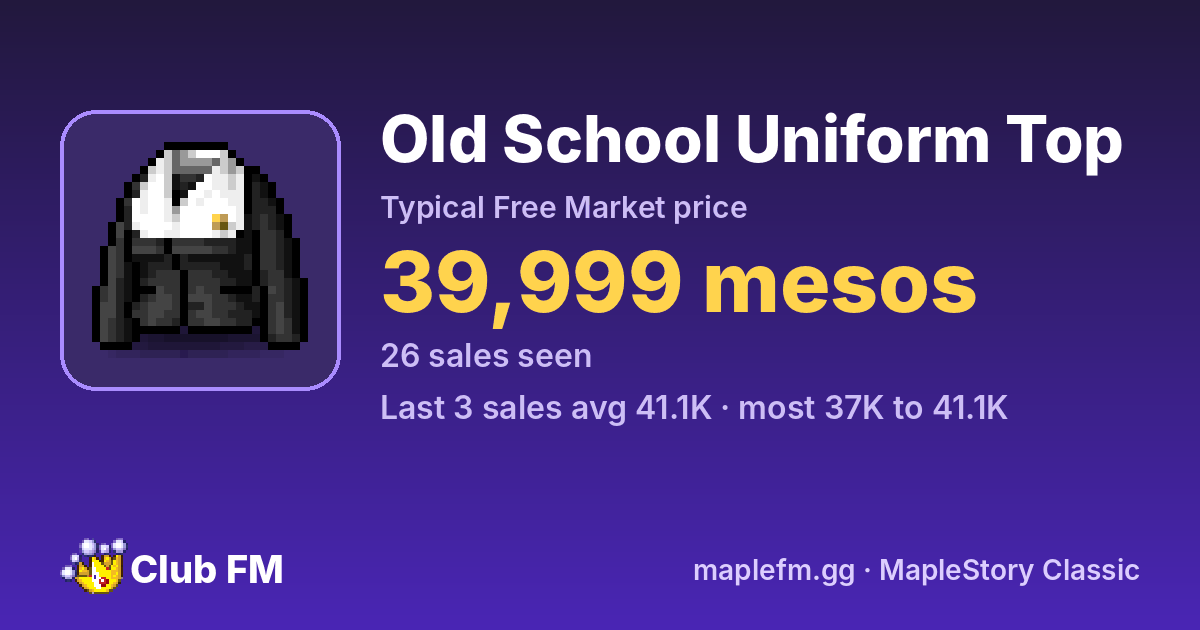 Old School Uniform Top
Typical Free Market price
39,999 mesos
26 sales seen
Last 3 sales avg 41.1K · most 37K to 41.1K
Club FM
maplefm.gg · MapleStory Classic